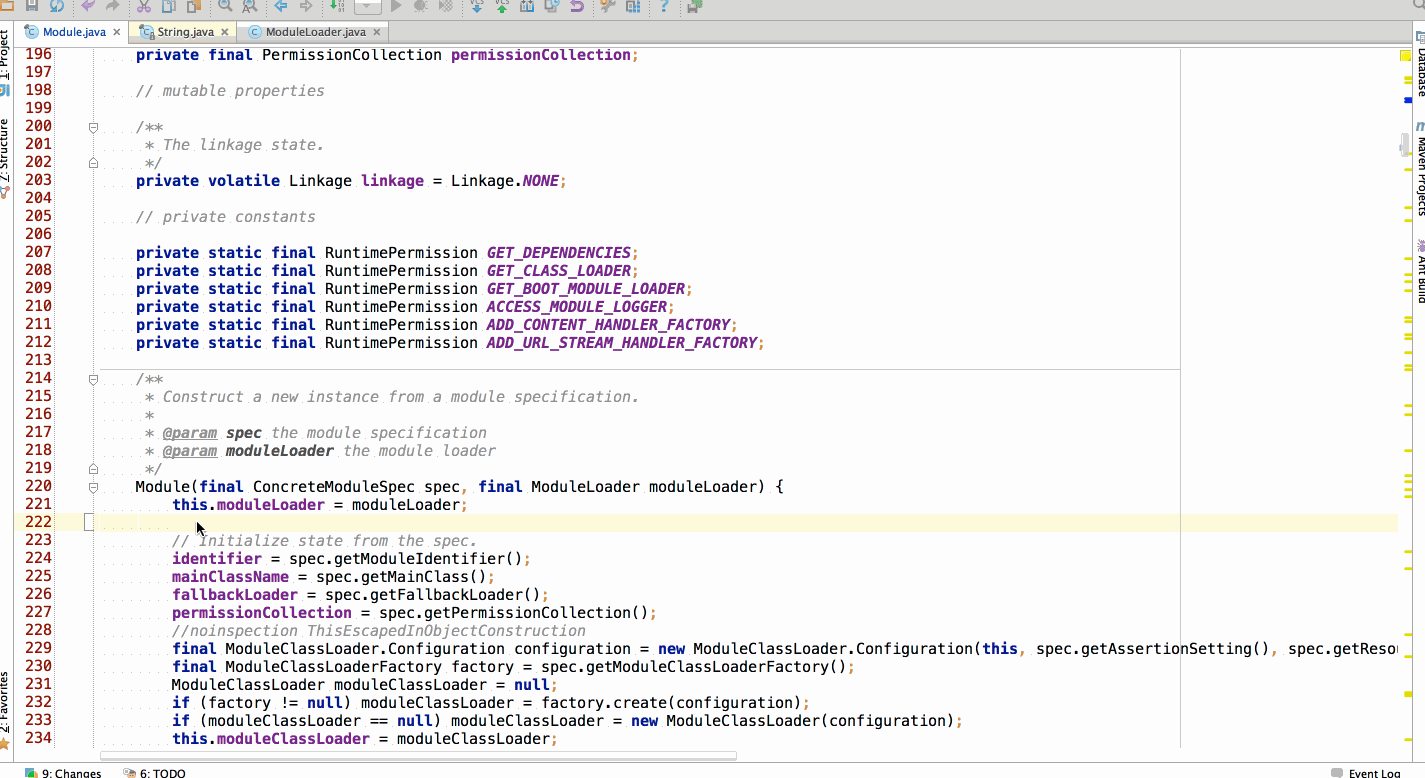 VCS VCS
Module.java String.java ModuleLoader.java
1: Project
7: Structure
2: Favorites
196 private final PermissionCollection permissionCollection;
197
198 // mutable properties
199
200 /**
201 * The linkage state.
202 */
203 private volatile Linkage linkage = Linkage.NONE;
204
205 // private constants
206
207 private static final RuntimePermission GET_DEPENDENCIES;
208 private static final RuntimePermission GET_CLASS_LOADER;
209 private static final RuntimePermission GET_BOOT_MODULE_LOADER;
210 private static final RuntimePermission ACCESS_MODULE_LOGGER;
211 private static final RuntimePermission ADD_CONTENT_HANDLER_FACTORY;
212 private static final RuntimePermission ADD_URL_STREAM_HANDLER_FACTORY;
213
214 /**
215 * Construct a new instance from a module specification.
216 *
217 * @param spec the module specification
218 * @param moduleLoader the module loader
219 */
220 Module(final ConcreteModuleSpec spec, final ModuleLoader moduleLoader) {
221 this.moduleLoader = moduleLoader;
222
223 // Initialize state from the spec.
224 identifier = spec.getModuleIdentifier();
225 mainClassName = spec.getMainClass();
226 fallbackLoader = spec.getFallbackLoader();
227 permissionCollection = spec.getPermissionCollection();
228 //noinspection ThisEscapedInObjectConstruction
229 final ModuleClassLoader.Configuration configuration = new ModuleClassLoader.Configuration(this, spec.getAssertionSetting(), spec.getReso
230 final ModuleClassLoaderFactory factory = spec.getModuleClassLoaderFactory();
231 ModuleClassLoader moduleClassLoader = null;
232 if (factory != null) moduleClassLoader = factory.create(configuration);
233 if (moduleClassLoader == null) moduleClassLoader = new ModuleClassLoader(configuration);
234 this.moduleClassLoader = moduleClassLoader;
Database
Maven Projects
Ant Build
9: Changes 6: TODO Event Log